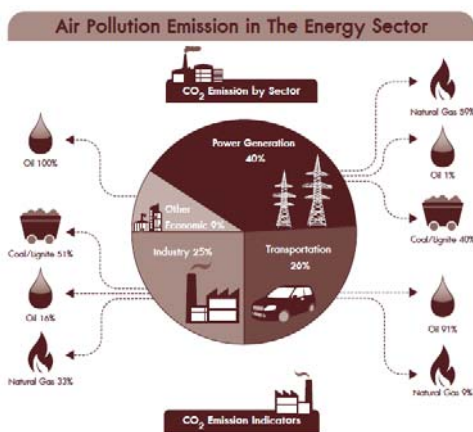 Air Pollution Emission in The Energy Sector
CO2 Emission by Sector
Natural Gas 59%
Oil 1%
Coal/Lignite 40%
Oil 100%
Coal/Lignite 51%
Oil 16%
Natural Gas 33%
Power Generation
40%
Other
Economic 9%
Industry 25%
Transportation
26%
Oil 91%
Natural Gas 9%
CO2 Emission Indicators